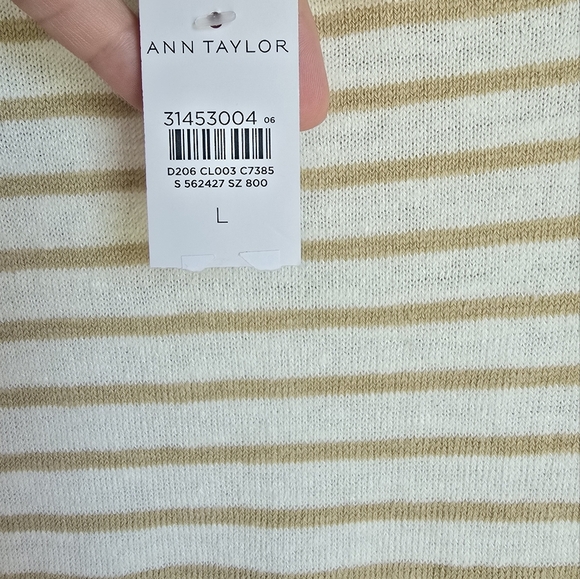 ANN TAYLOR
31453004 06
D206 CL003 C7385
S 562427 SZ 800
L